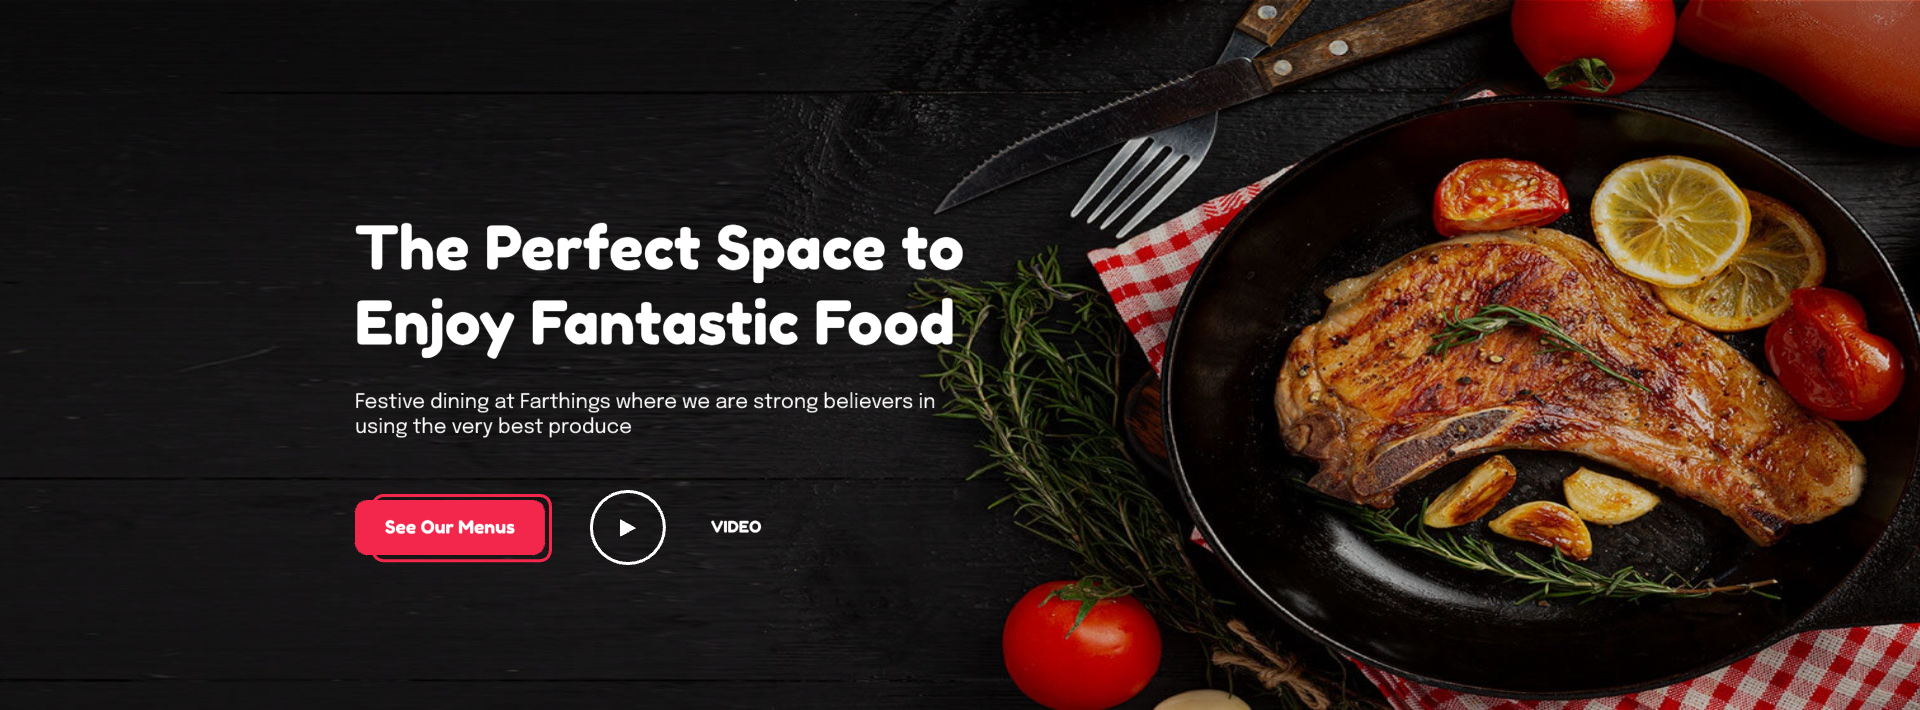 The Perfect Space to
Enjoy Fantastic Food
Festive dining at Farthings where we are strong believers in
using the very best produce
See Our Menus
VIDEO